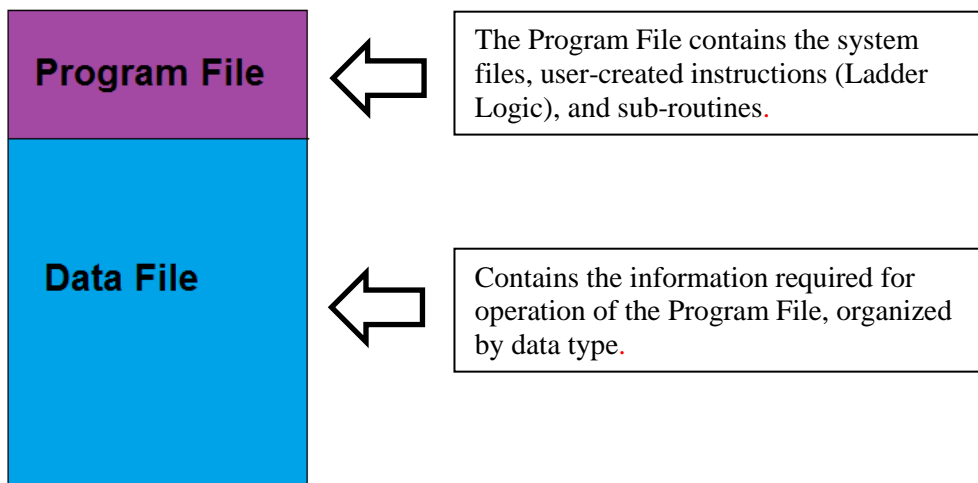 Program File
The Program File contains the system
files, user-created instructions (Ladder
Logic), and sub-routines.
Data File
Contains the information required for
operation of the Program File, organized
by data type.